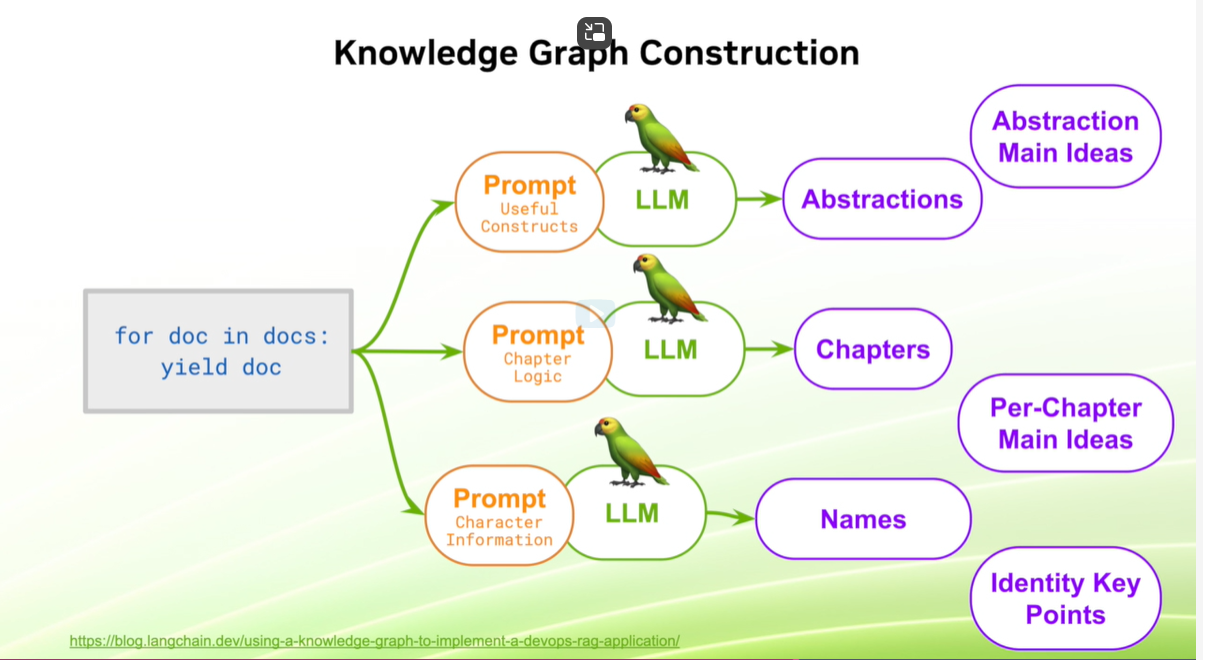 Knowledge Graph Construction
Abstraction
Main Ideas
Prompt
Useful
Constructs
LLM
Abstractions
for doc in docs:
yield doc
Prompt
Chapter
Logic
LLM
Chapters
Per-Chapter
Main Ideas
Prompt
Character
Information
LLM
Names
Identity Key
Points
https://blog.langchain.dev/using-a-knowledge-graph-to-implement-a-devops-rag-application/